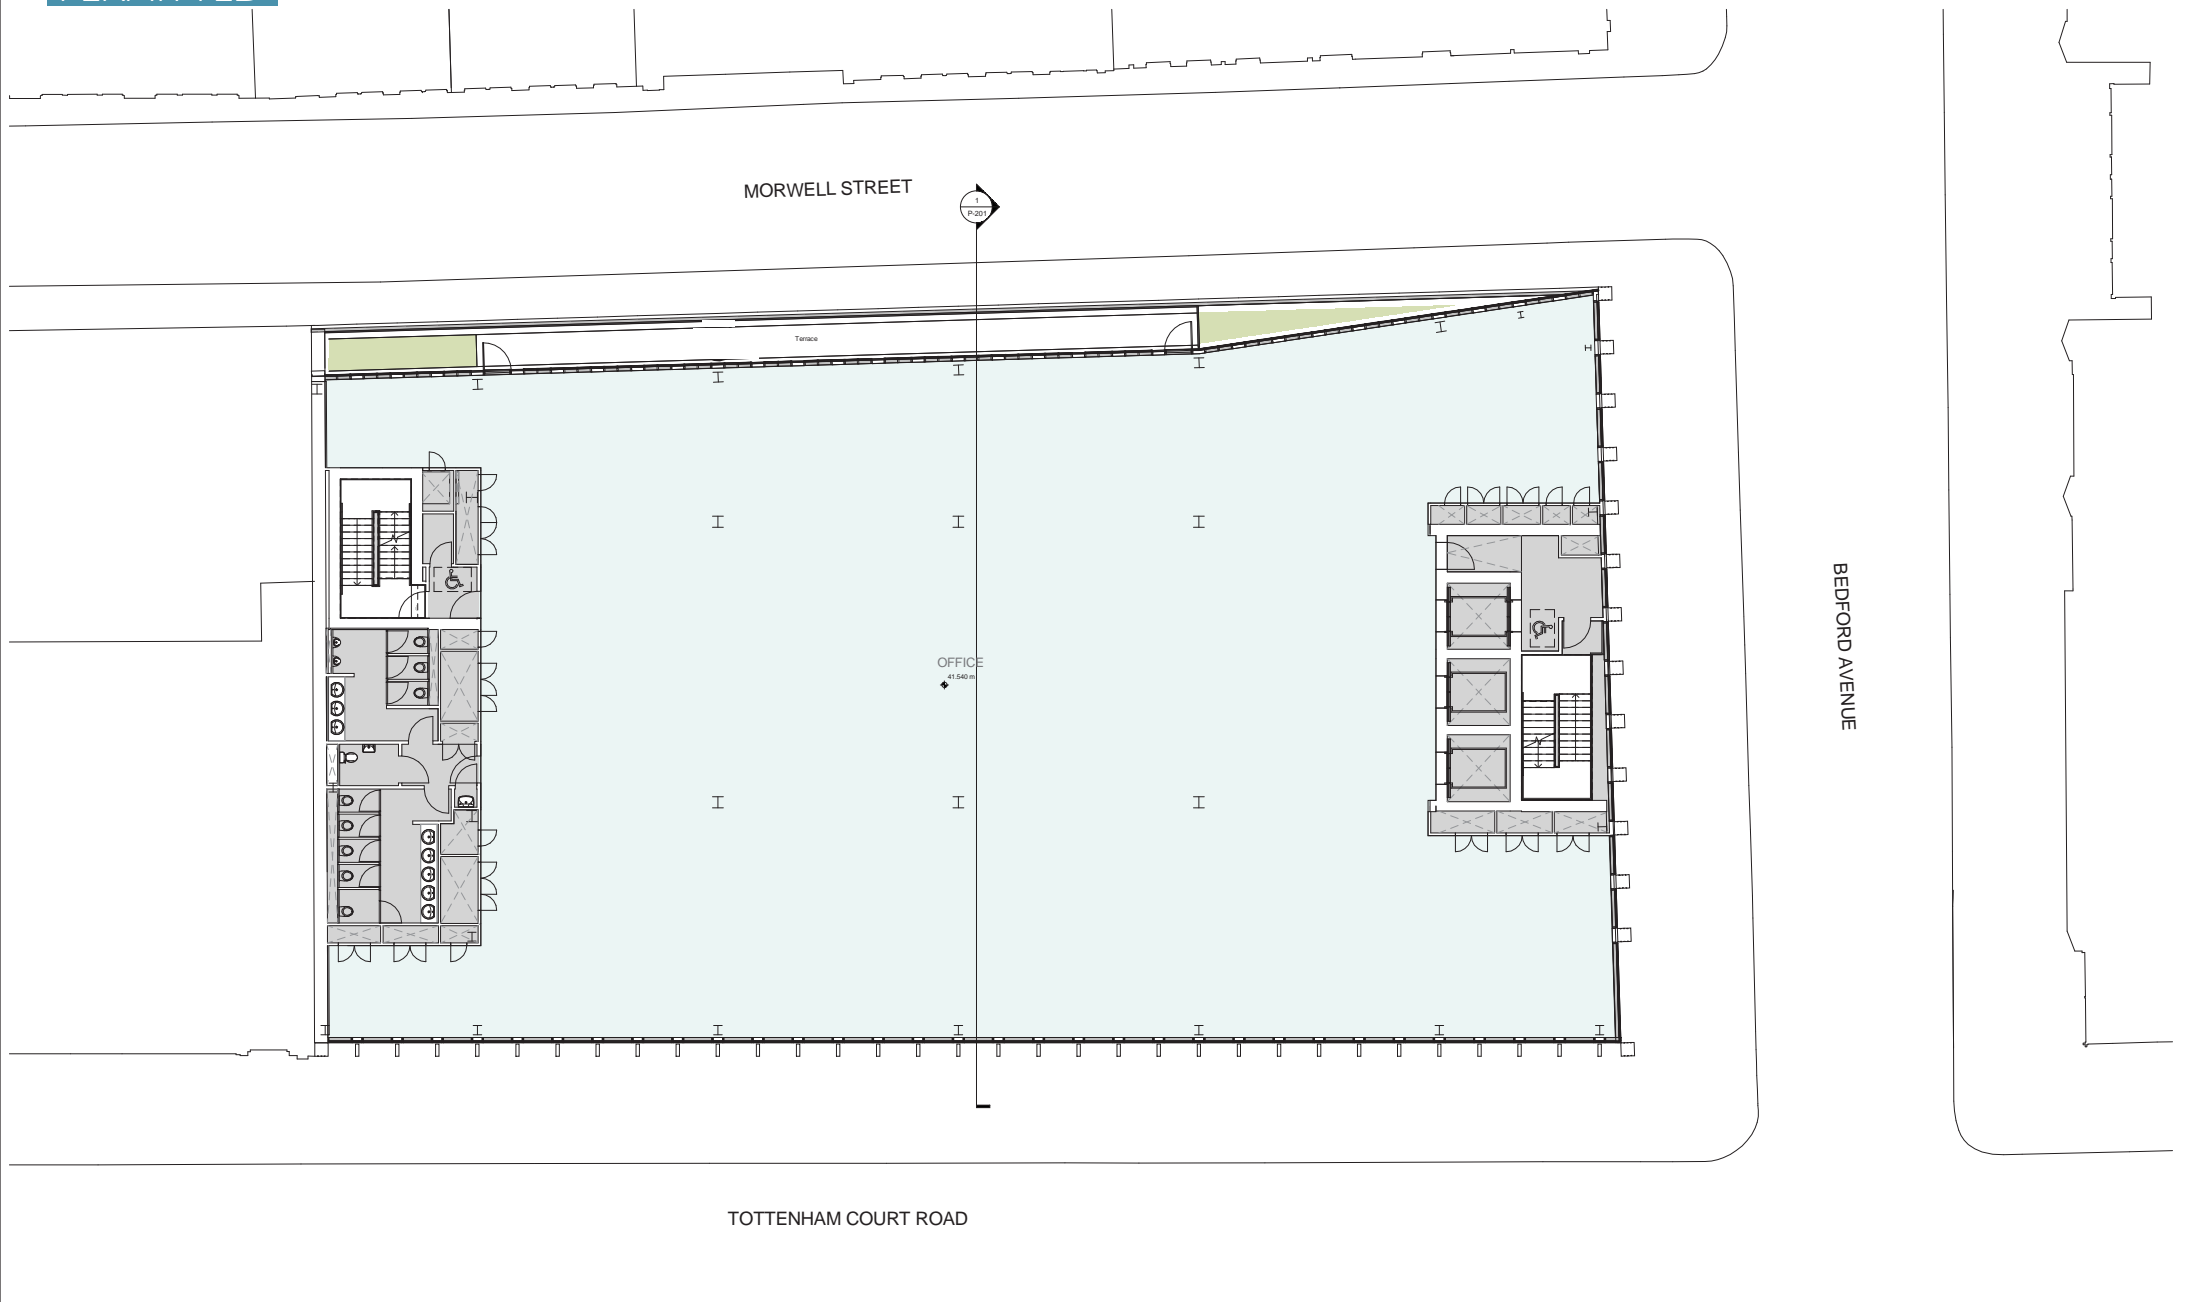 MORWELL STREET
1
P-201
Terrace
OFFICE
41.540 m
BEDFORD AVENUE
TOTTENHAM COURT ROAD